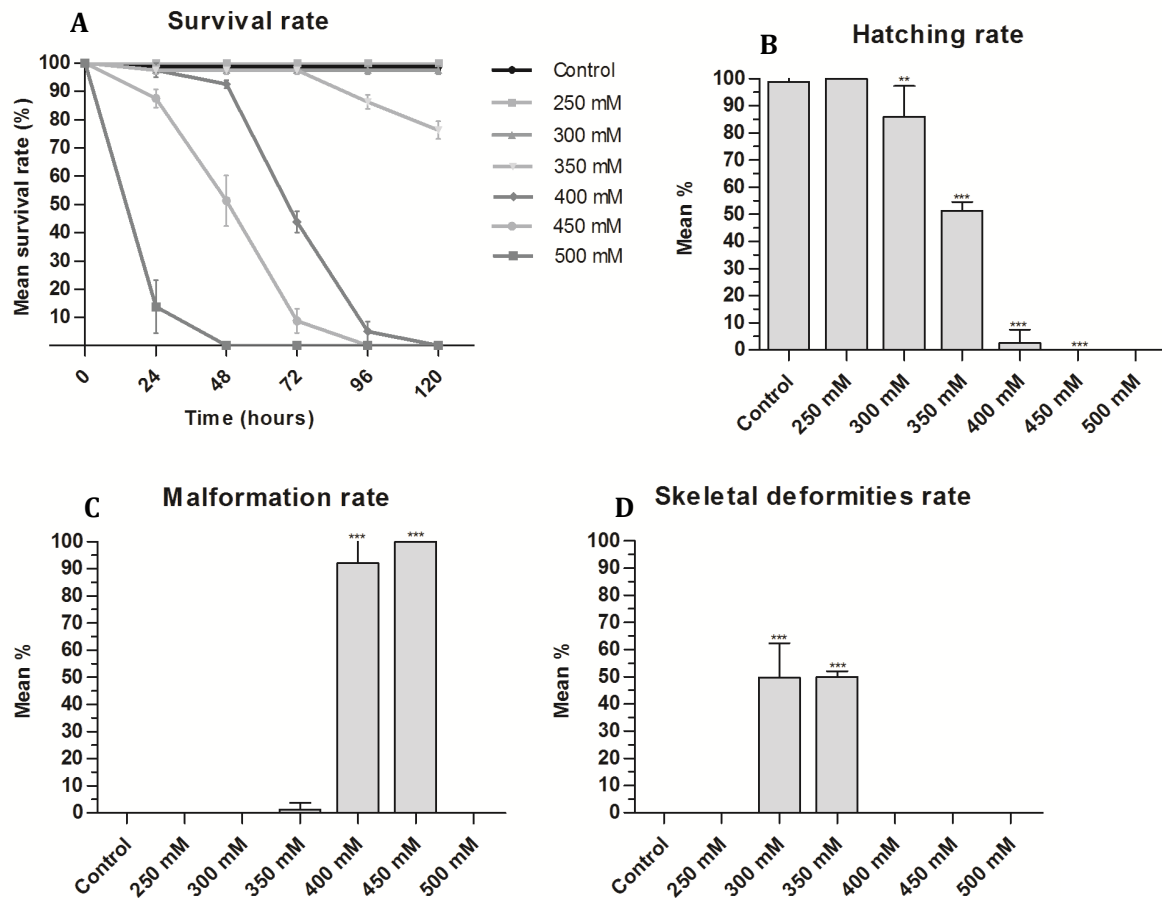 A
Survival rate
Mean survival rate (%)
100
90
80
70
60
50
40
30
20
10
0
24
48
72
96
120
Time (hours)
Control
250 mM
300 mM
350 mM
400 mM
450 mM
500 mM
B
Hatching rate
Mean %
100
90
80
70
60
50
40
30
20
10
0
**
***
***
***
Control
250 mM
300 mM
350 mM
400 mM
450 mM
500 mM
C
Malformation rate
Mean %
100
90
80
70
60
50
40
30
20
10
0
***
***
Control
250 mM
300 mM
350 mM
400 mM
450 mM
500 mM
D
Skeletal deformities rate
Mean %
100
90
80
70
60
50
40
30
20
10
0
***
***
Control
250 mM
300 mM
350 mM
400 mM
450 mM
500 mM